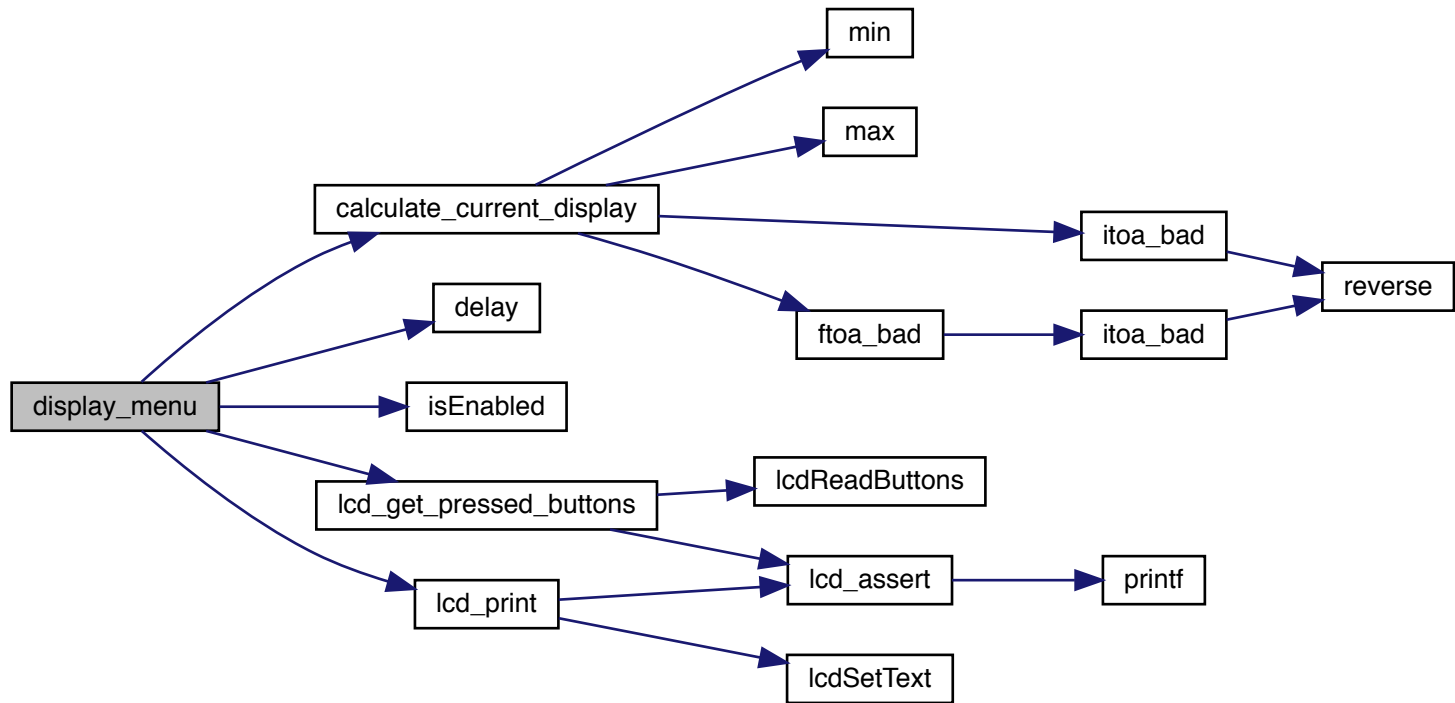 min
max
calculate_current_display
itoa_bad
reverse
delay
ftoa_bad
itoa_bad
display_menu
isEnabled
lcdReadButtons
lcd_get_pressed_buttons
lcd_assert
printf
lcd_print
lcdSetText